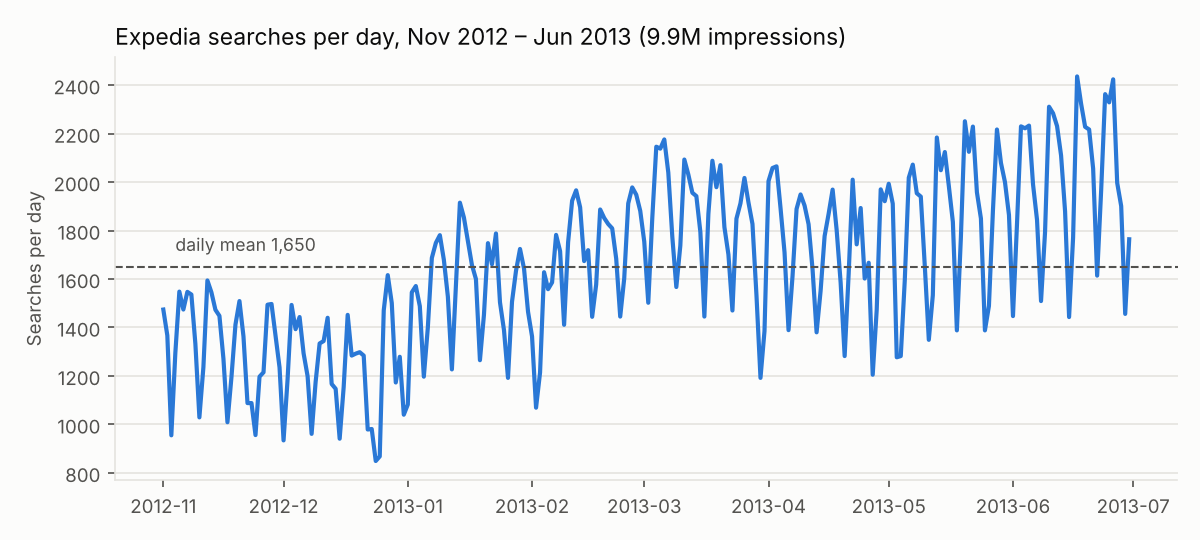 Expedia searches per day, Nov 2012 – Jun 2013 (9.9M impressions)
Searches per day
2400
2200
2000
1800
1600
1400
1200
1000
800
daily mean 1,650
2012-11 2012-12 2013-01 2013-02 2013-03 2013-04 2013-05 2013-06 2013-07